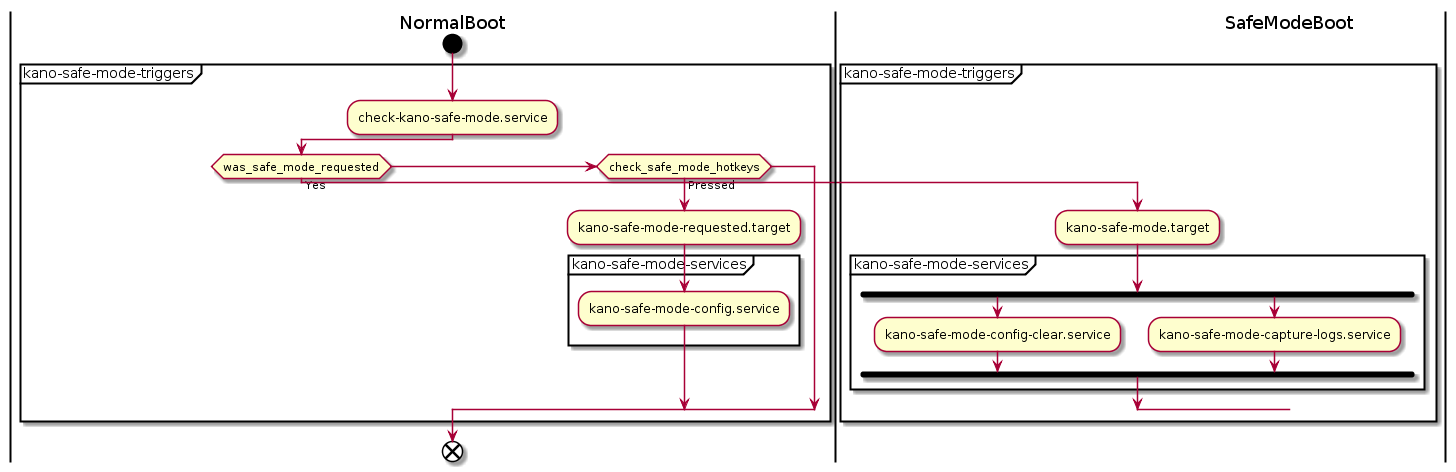 NormalBoot
SafeModeBoot
kano-safe-mode-triggers
kano-safe-mode-triggers
check-kano-safe-mode.service
was_safe_mode_requested
check_safe_mode_hotkeys
Yes
Pressed
kano-safe-mode-requested.target
kano-safe-mode.target
kano-safe-mode-services
kano-safe-mode-services
kano-safe-mode-config.service
kano-safe-mode-config-clear.service
kano-safe-mode-capture-logs.service